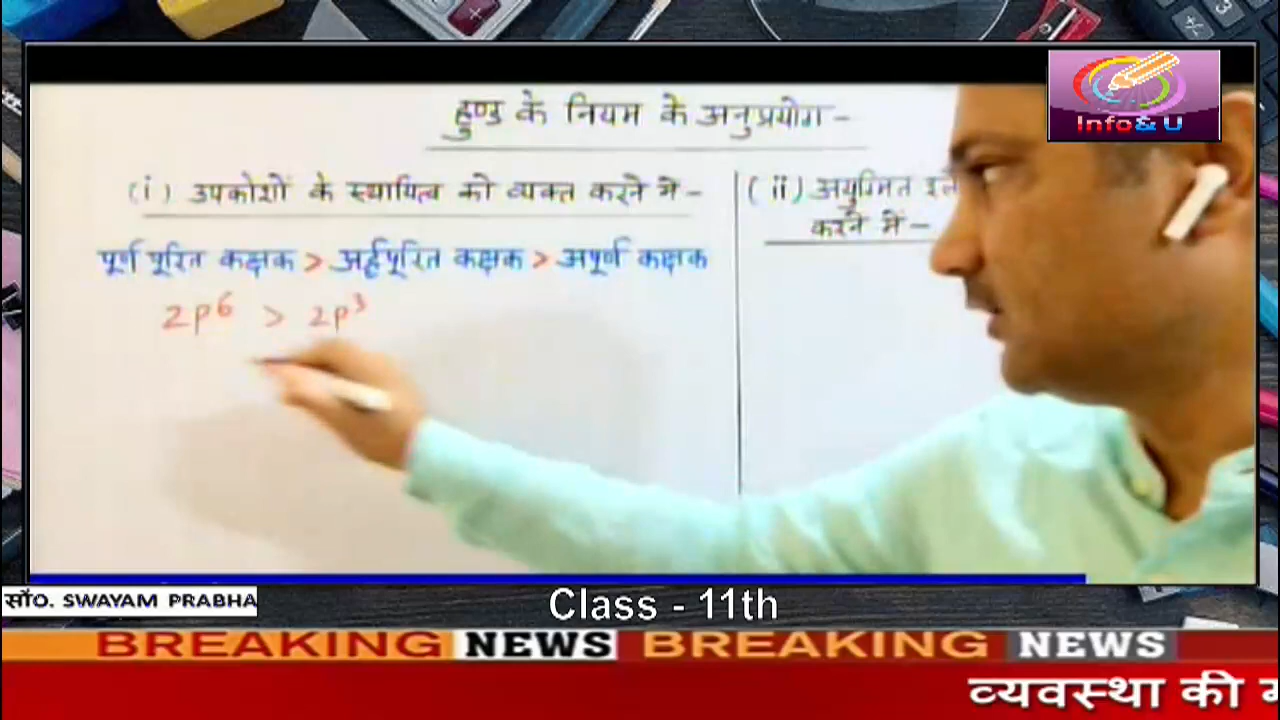 Info& U
हुण्ड के नियम के अनुप्रयोग -
(i) उपकोशों के स्थायित्व को व्यक्त करने में -
(ii) अयुग्मित
करने में -
पूर्ण पूरित कक्षक > अर्द्धपूरित कक्षक > अपूर्ण कक्षक
2p⁶ > 2p³
सॉO. SWAYAM PRABHA
Class - 11th
BREAKING NEWS BREAKING NEWS
व्यवस्था की